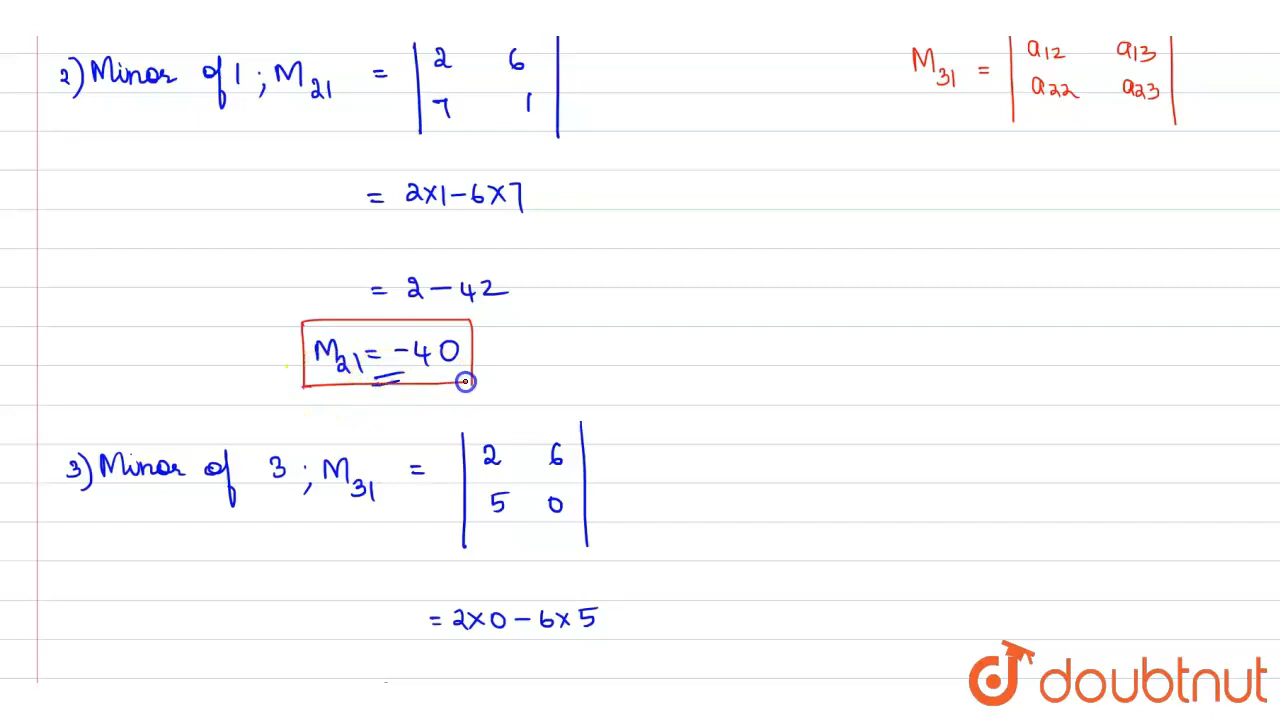 2) Minor of 1 ; M21 = | 2 6 |
| 7 1 |
M31 = | a12 a13 |
| a22 a23 |
= 2×1-6×7
= 2-42
M21 = -40
3) Minor of 3 ; M31 = | 2 6 |
| 5 0 |
= 2×0-6×5
doubtnut